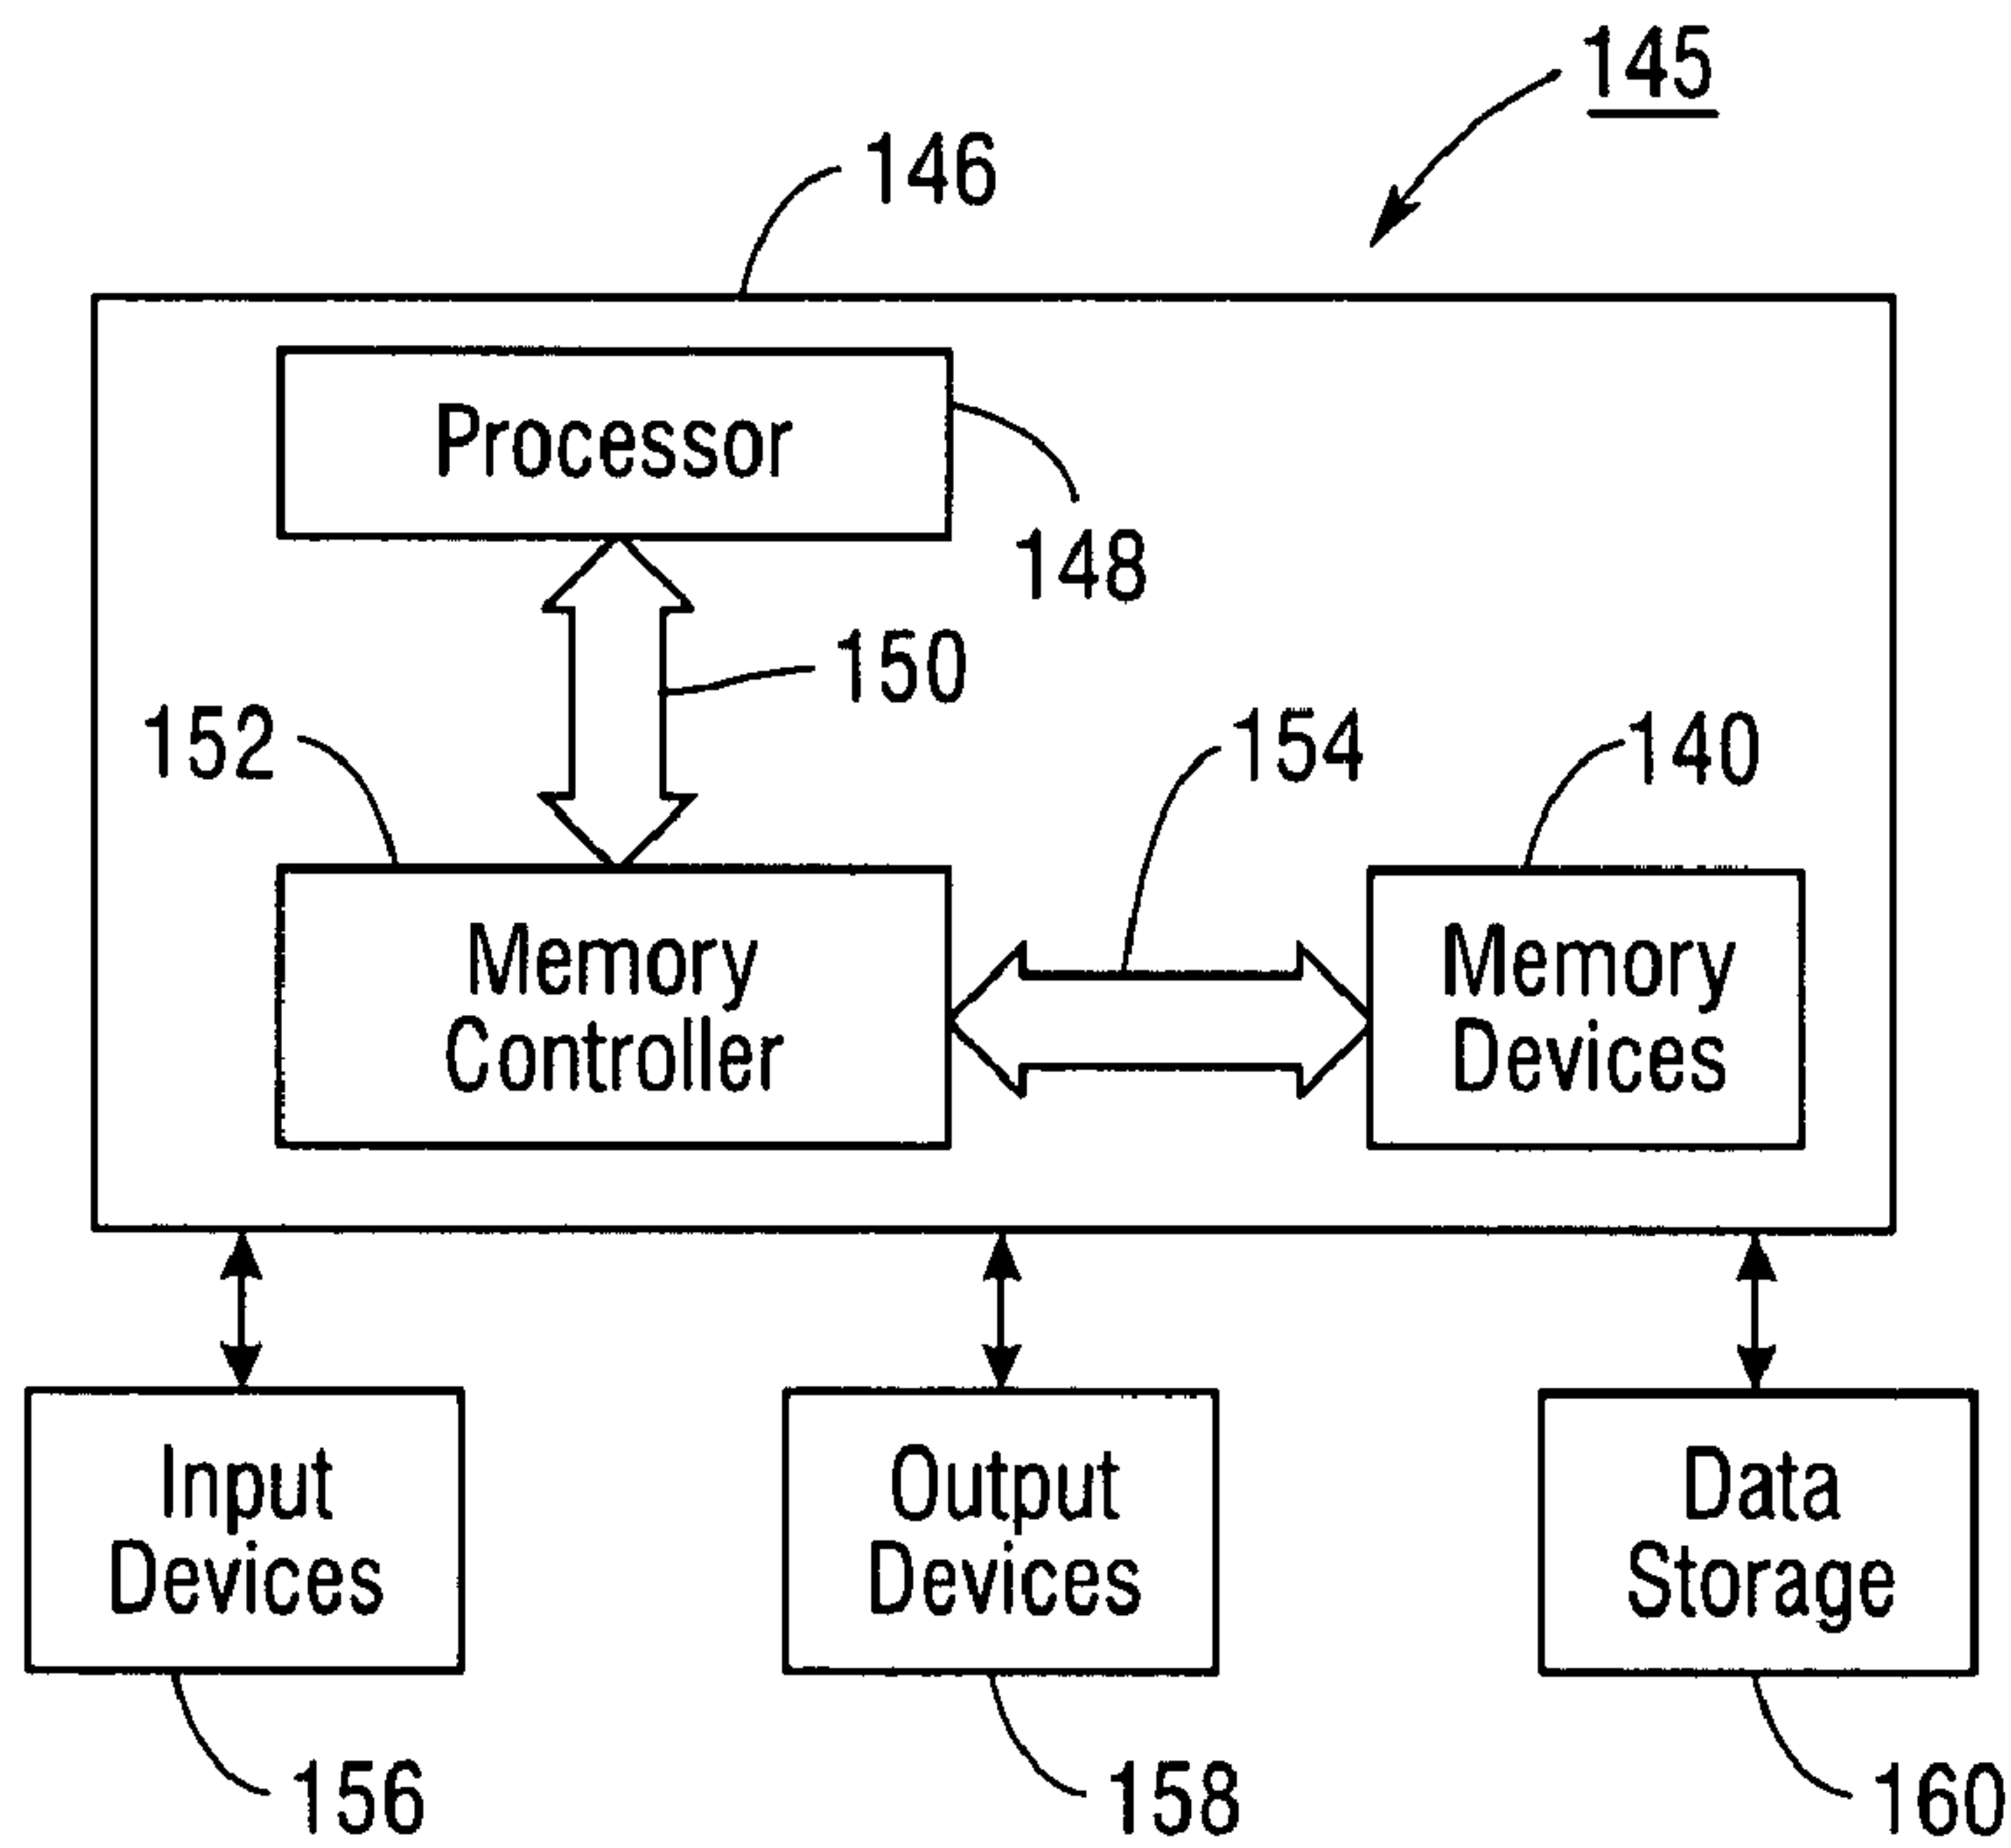 145
146
Processor
148
150
152
154
140
Memory
Controller
Memory
Devices
Input
Devices
Output
Devices
Data
Storage
156
158
160